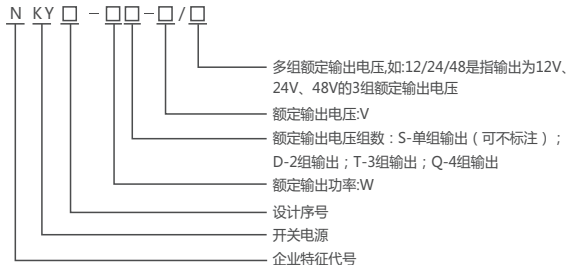 NKY□-□□-□/□
多组额定输出电压,如:12/24/48是指输出为12V、
24V、48V的3组额定输出电压
额定输出电压:V
额定输出电压组数：S-单组输出（可不标注）；
D-2组输出；T-3组输出；Q-4组输出
额定输出功率:W
设计序号
开关电源
企业特征代号